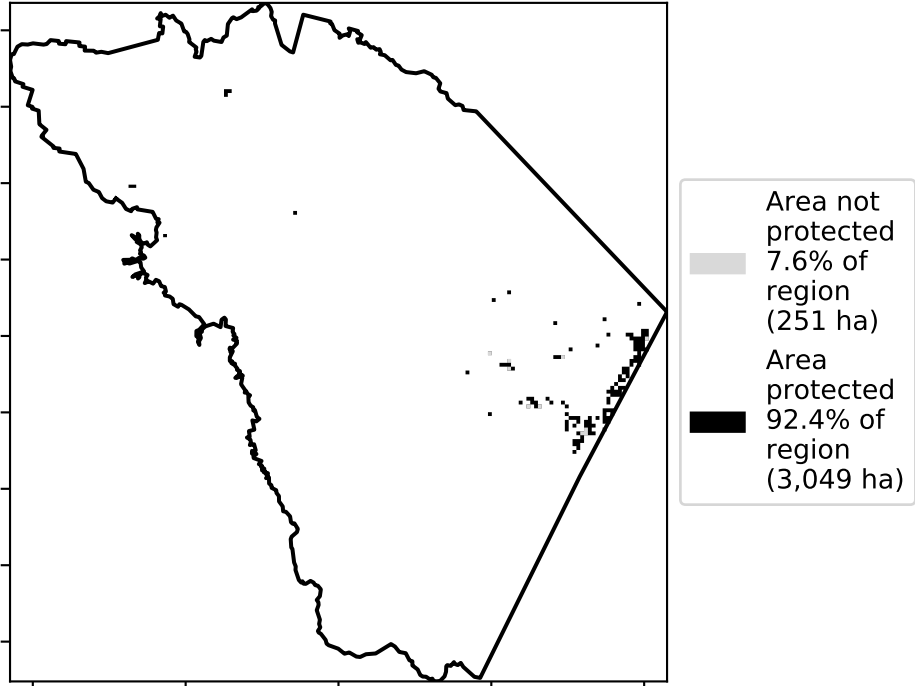 Area not
protected
7.6% of
region
(251 ha)
Area
protected
92.4% of
region
(3,049 ha)